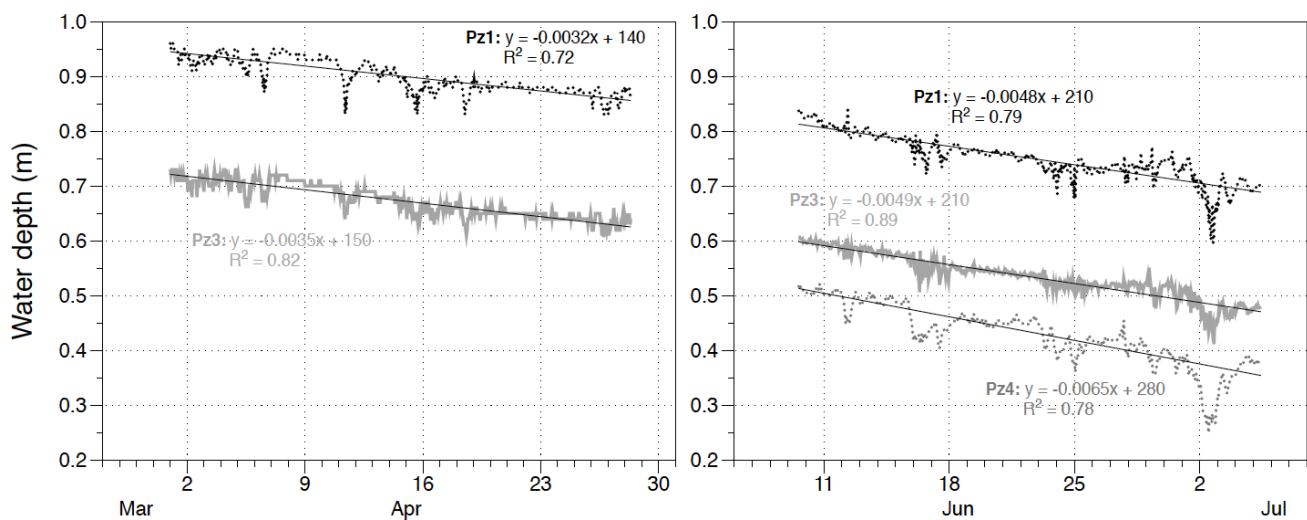 Water depth (m)
1.0
0.9
0.8
0.7
0.6
0.5
0.4
0.3
0.2
Pz1: y = -0.0032x + 140
R² = 0.72
Pz3: y = -0.0035x + 150
R² = 0.82
2
9
16
23
30
Mar
Apr
1.0
0.9
0.8
0.7
0.6
0.5
0.4
0.3
0.2
Pz1: y = -0.0048x + 210
R² = 0.79
Pz3: y = -0.0049x + 210
R² = 0.89
Pz4: y = -0.0065x + 280
R² = 0.78
11
18
25
2
Jun
Jul